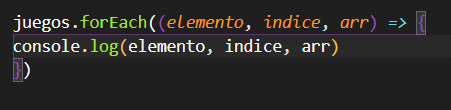 juegos.forEach((elemento, indice, arr) => {
console.log(elemento, indice, arr)
})